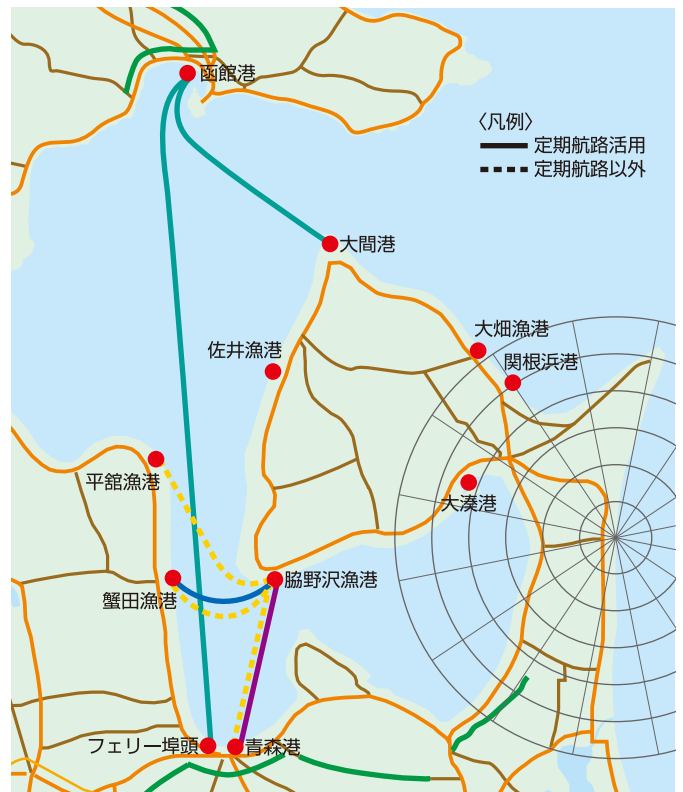 函館港
〈凡例〉
定期航路活用
定期航路以外
大間港
大畑漁港
佐井漁港
関根浜港
平舘漁港
大湊港
脇野沢漁港
蟹田漁港
フェリー埠頭
青森港